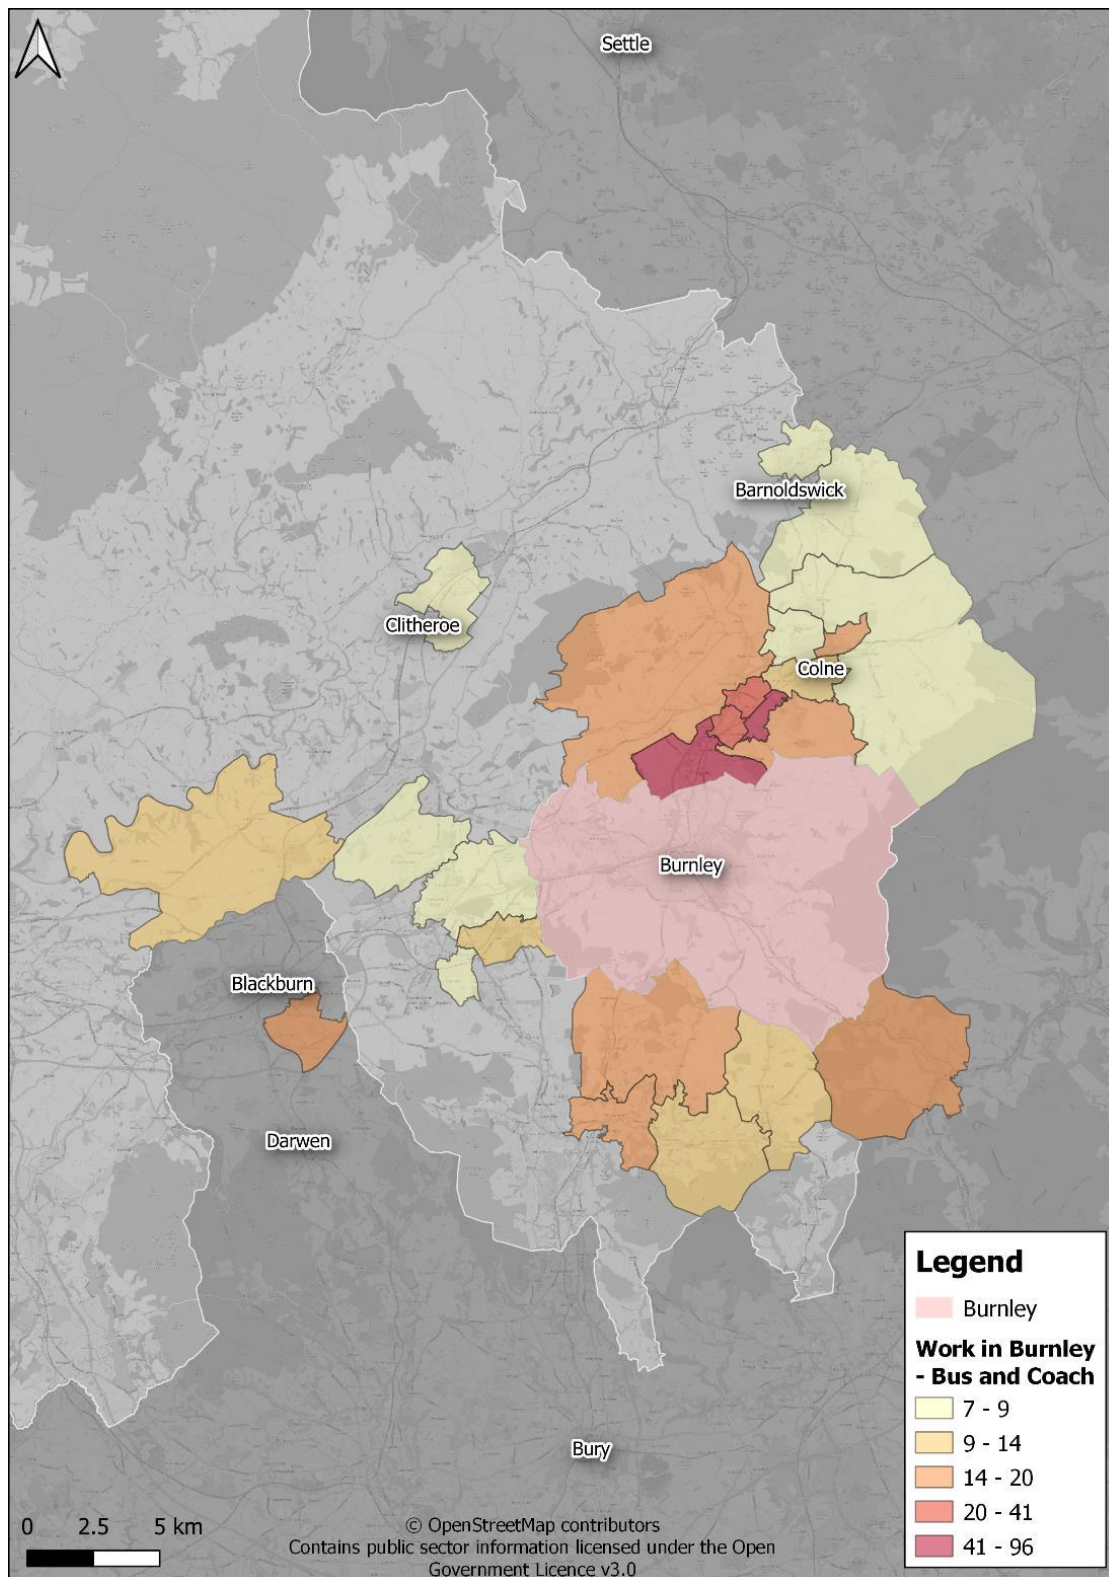 Settle
Barnoldswick
Clitheroe
Colne
Burnley
Blackburn
Darwen
Bury
Legend
Burnley
Work in Burnley
- Bus and Coach
7 - 9
9 - 14
14 - 20
20 - 41
41 - 96
0 2.5 5 km
© OpenStreetMap contributors
Contains public sector information licensed under the Open
Government Licence v3.0